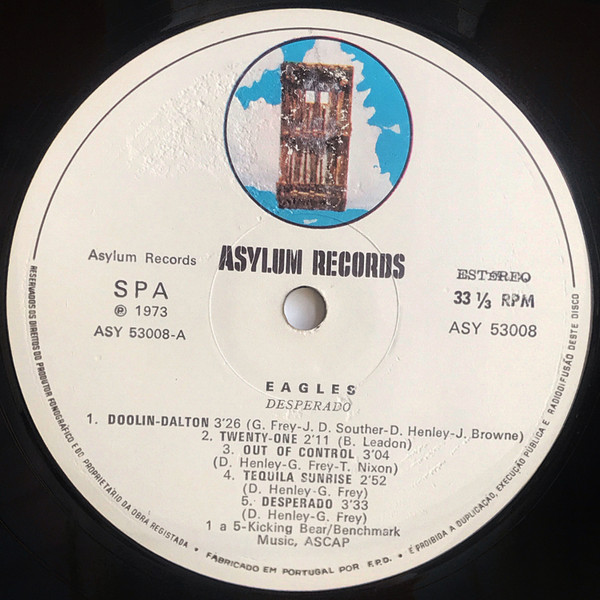 Asylum Records
ASYLUM RECORDS
ESTEREO
SPA
℗ 1973
ASY 53008-A
33 ⅓ RPM
ASY 53008
EAGLES
DESPERADO
1. DOOLIN-DALTON 3'26 (G. Frey-J. D. Souther-D. Henley-J. Browne)
2. TWENTY-ONE 2'11 (B. Leadon)
3. OUT OF CONTROL 3'04
(D. Henley-G. Frey-T. Nixon)
4. TEQUILA SUNRISE 2'52
(D. Henley-G. Frey)
5. DESPERADO 3'33
(D. Henley-G. Frey)
1 a 5-Kicking Bear/Benchmark
Music, ASCAP
RESERVADOS OS DIREITOS DO PRODUTOR FONOGRÁFICO E DO PROPRIETÁRIO DA OBRA REGISTADA • FABRICADO EM PORTUGAL POR F.P.D. • É PROIBIDO A DUPLICAÇÃO, EXECUÇÃO PÚBLICA E RADIODIFUSÃO DESTE DISCO